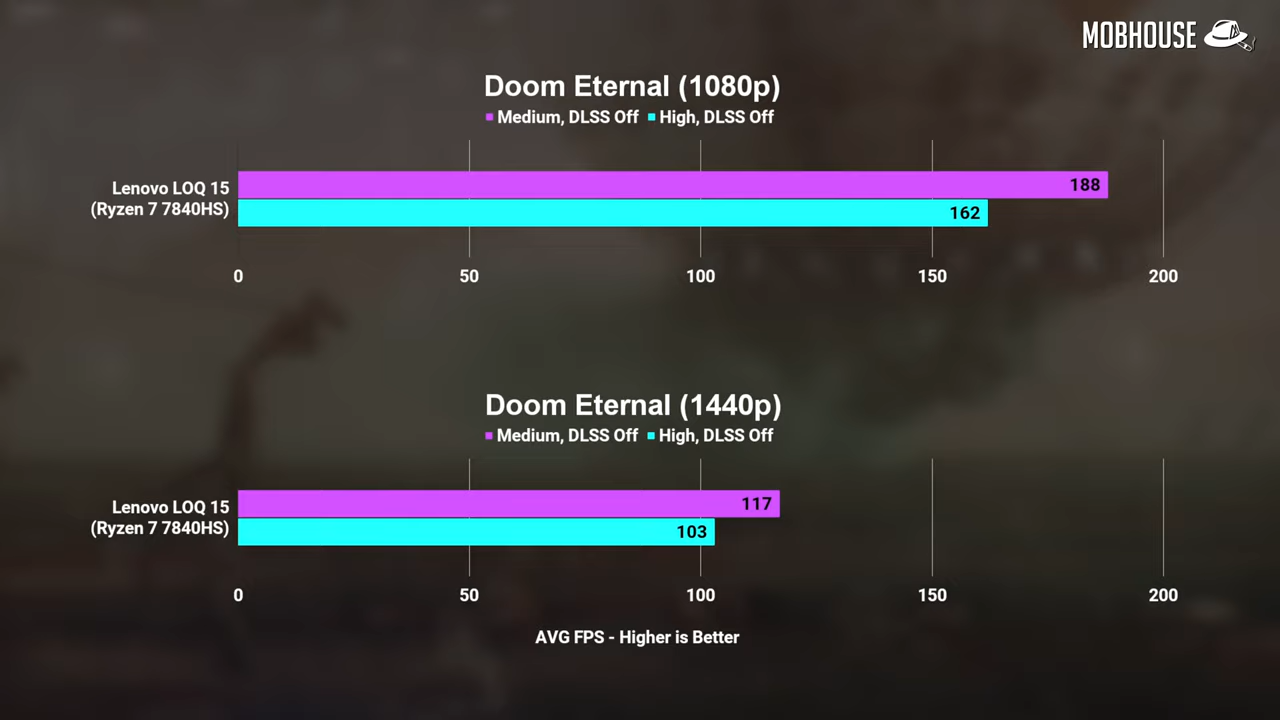 MOBHOUSE
Doom Eternal (1080p)
Medium, DLSS Off High, DLSS Off
Lenovo LOQ 15
(Ryzen 7 7840HS)
188
162
0 50 100 150 200
Doom Eternal (1440p)
Medium, DLSS Off High, DLSS Off
Lenovo LOQ 15
(Ryzen 7 7840HS)
117
103
0 50 100 150 200
AVG FPS - Higher is Better